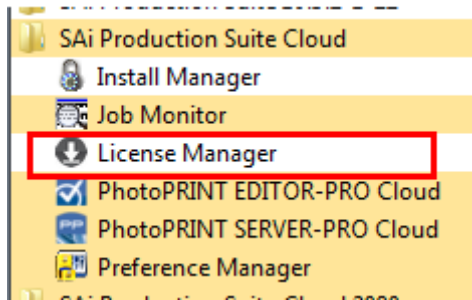 SAi Production Suite Cloud
Install Manager
Job Monitor
License Manager
PhotoPRINT EDITOR-PRO Cloud
PhotoPRINT SERVER-PRO Cloud
Preference Manager